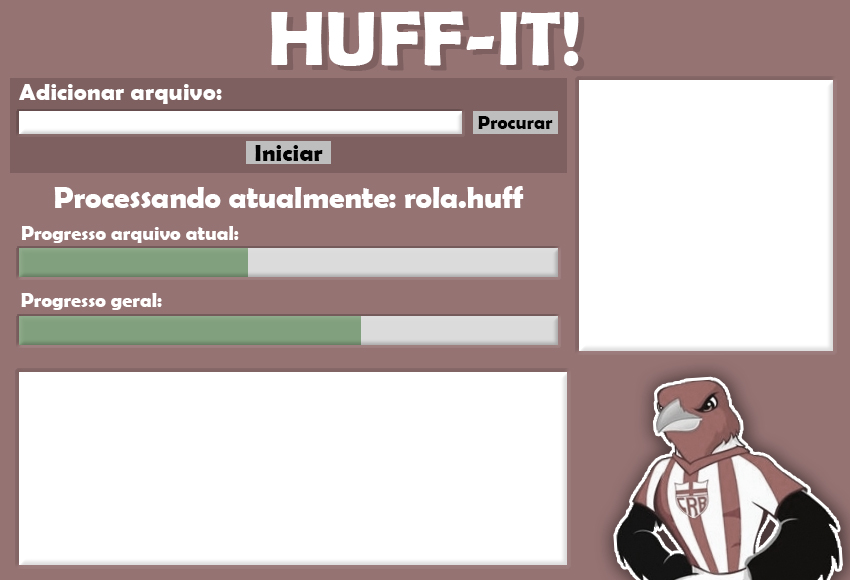 HUFF-IT!
Adicionar arquivo:
Procurar
Iniciar
Processando atualmente: rola.huff
Progresso arquivo atual:
Progresso geral:
CRB